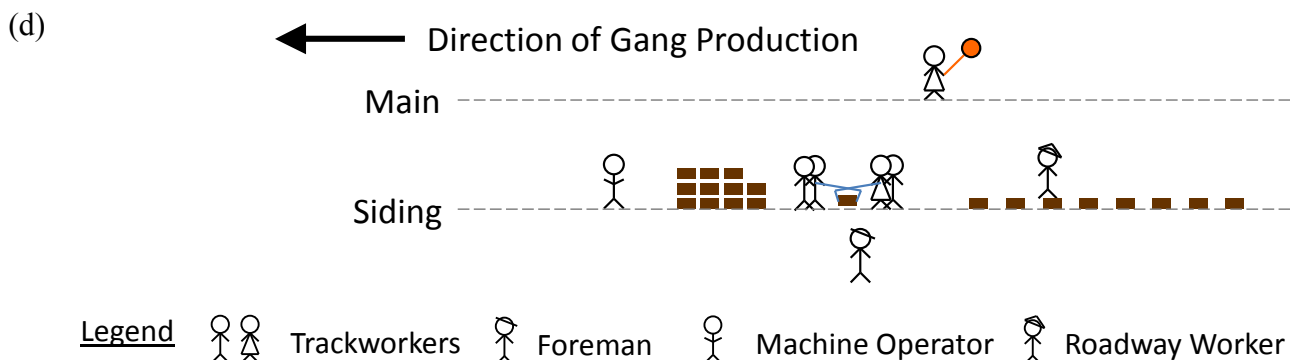 (d)
Direction of Gang Production
Main
Siding
Legend Trackworkers Foreman Machine Operator Roadway Worker